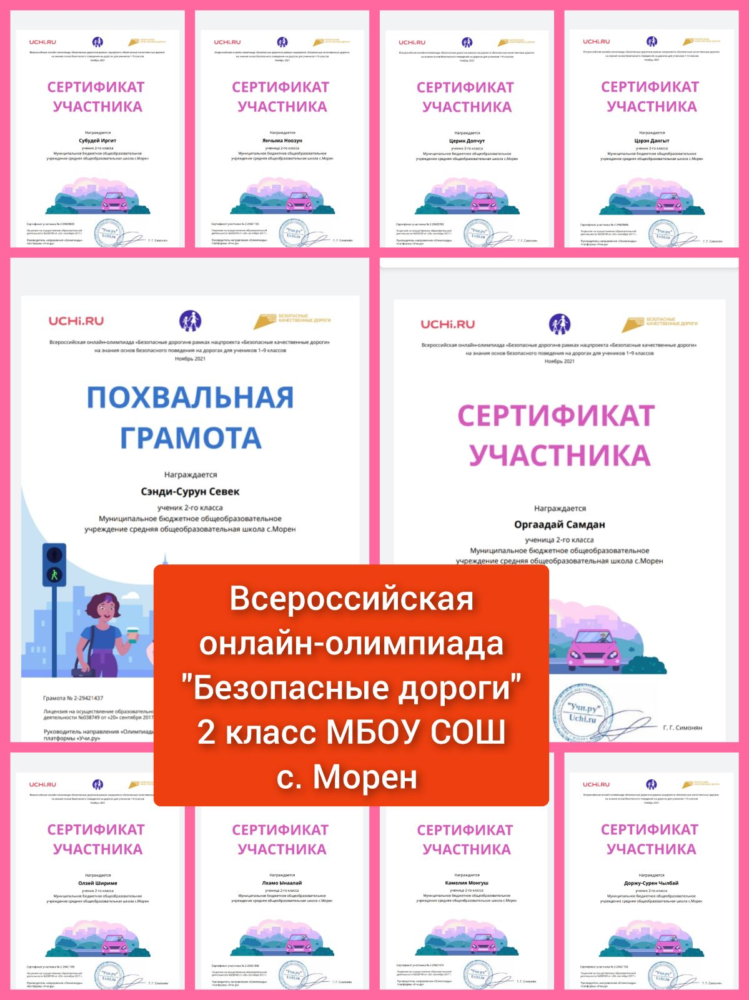 UCHi.RU
БЕЗОПАСНЫЕ
КАЧЕСТВЕННЫЕ ДОРОГИ
Всероссийская онлайн-олимпиада «Безопасные дороги»в рамках нацпроекта «Безопасные качественные дороги»
на знания основ безопасного поведения на дорогах для учеников 1–9 классов
Ноябрь 2021
СЕРТИФИКАТ
УЧАСТНИКА
Награждается
Субудей Иргит
ученик 2-го класса
Муниципальное бюджетное общеобразовательное
учреждение средняя общеобразовательная школа с.Морен
Сертификат участника № 2-29420833
Лицензия на осуществление образовательной
деятельности №038749 от «20» сентября 2017 г.
Руководитель направления «Олимпиады»
платформы «Учи.ру»
"Учи.ру"
Uchi.ru
Г. Г. Симонян
UCHi.RU
БЕЗОПАСНЫЕ
КАЧЕСТВЕННЫЕ ДОРОГИ
Всероссийская онлайн-олимпиада «Безопасные дороги»в рамках нацпроекта «Безопасные качественные дороги»
на знания основ безопасного поведения на дорогах для учеников 1–9 классов
Ноябрь 2021
СЕРТИФИКАТ
УЧАСТНИКА
Награждается
Янчыма Ноозун
ученица 2-го класса
Муниципальное бюджетное общеобразовательное
учреждение средняя общеобразовательная школа с.Морен
Сертификат участника № 2-29421165
Лицензия на осуществление образовательной
деятельности №038749 от «20» сентября 2017 г.
Руководитель направления «Олимпиады»
платформы «Учи.ру»
"Учи.ру"
Uchi.ru
Г. Г. Симонян
UCHi.RU
БЕЗОПАСНЫЕ
КАЧЕСТВЕННЫЕ ДОРОГИ
Всероссийская онлайн-олимпиада «Безопасные дороги»в рамках нацпроекта «Безопасные качественные дороги»
на знания основ безопасного поведения на дорогах для учеников 1–9 классов
Ноябрь 2021
СЕРТИФИКАТ
УЧАСТНИКА
Награждается
Церин Допчут
ученик 2-го класса
Муниципальное бюджетное общеобразовательное
учреждение средняя общеобразовательная школа с.Морен
Сертификат участника № 2-29420763
Лицензия на осуществление образовательной
деятельности №038749 от «20» сентября 2017 г.
Руководитель направления «Олимпиады»
платформы «Учи.ру»
"Учи.ру"
Uchi.ru
Г. Г. Симонян
UCHi.RU
БЕЗОПАСНЫЕ
КАЧЕСТВЕННЫЕ ДОРОГИ
Всероссийская онлайн-олимпиада «Безопасные дороги»в рамках нацпроекта «Безопасные качественные дороги»
на знания основ безопасного поведения на дорогах для учеников 1–9 классов
Ноябрь 2021
СЕРТИФИКАТ
УЧАСТНИКА
Награждается
Цэрэн Дангыт
ученик 2-го класса
Муниципальное бюджетное общеобразовательное
учреждение средняя общеобразовательная школа с.Морен
Сертификат участника № 2-29420686
Лицензия на осуществление образовательной
деятельности №038749 от «20» сентября 2017 г.
Руководитель направления «Олимпиады»
платформы «Учи.ру»
"Учи.ру"
Uchi.ru
Г. Г. Симонян
UCHi.RU
БЕЗОПАСНЫЕ
КАЧЕСТВЕННЫЕ ДОРОГИ
Всероссийская онлайн-олимпиада «Безопасные дороги»в рамках нацпроекта «Безопасные качественные дороги»
на знания основ безопасного поведения на дорогах для учеников 1–9 классов
Ноябрь 2021
ПОХВАЛЬНАЯ
ГРАМОТА
Награждается
Сэнди-Сурун Севек
ученик 2-го класса
Муниципальное бюджетное общеобразовательное
учреждение средняя общеобразовательная школа с.Морен
Грамота № 2-29421437
Лицензия на осуществление образовательно
деятельности №038749 от «20» сентября 2017
Руководитель направления «Олимпиадь
платформы «Учи.ру»
UCHi.RU
БЕЗОПАСНЫЕ
КАЧЕСТВЕННЫЕ ДОРОГИ
Всероссийская онлайн-олимпиада «Безопасные дороги»в рамках нацпроекта «Безопасные качественные дороги»
на знания основ безопасного поведения на дорогах для учеников 1–9 классов
Ноябрь 2021
СЕРТИФИКАТ
УЧАСТНИКА
Награждается
Оргаадай Самдан
ученица 2-го класса
Муниципальное бюджетное общеобразовательное
учреждение средняя общеобразовательная школа с.Морен
"Учи.ру"
Uchi.ru
Г. Г. Симонян
Всероссийская
онлайн-олимпиада
"Безопасные дороги"
2 класс МБОУ СОШ
с. Морен
UCHi.RU
Всероссийская онлайн-олимпиада «Безопасные дороги»в рамках нацпроекта «Безопасные
на знания основ безопасного поведения на дорогах для учеников 1–9 классов
Ноябрь 2021
СЕРТИФИКАТ
УЧАСТНИКА
Награждается
Олзей Шириме
ученик 2-го класса
Муниципальное бюджетное общеобразовательное
учреждение средняя общеобразовательная школа с.Морен
Сертификат участника № 2-29421789
Лицензия на осуществление образовательной
деятельности №038749 от «20» сентября 2017 г.
Руководитель направления «Олимпиады»
платформы «Учи.ру»
"Учи.ру"
Uchi.ru
Г. Г. Симонян
СЕРТИФИКАТ
УЧАСТНИКА
Награждается
Лхамо Ынаалай
ученица 2-го класса
Муниципальное бюджетное общеобразовательное
учреждение средняя общеобразовательная школа с.Морен
Сертификат участника № 2-29421848
Лицензия на осуществление образовательной
деятельности №038749 от «20» сентября 2017 г.
Руководитель направления «Олимпиады»
платформы «Учи.ру»
"Учи.ру"
Uchi.ru
Г. Г. Симонян
СЕРТИФИКАТ
УЧАСТНИКА
Награждается
Камелия Монгуш
ученица 2-го класса
Муниципальное бюджетное общеобразовательное
учреждение средняя общеобразовательная школа с.Морен
Сертификат участника № 2-29421016
Лицензия на осуществление образовательной
деятельности №038749 от «20» сентября 2017 г.
Руководитель направления «Олимпиады»
платформы «Учи.ру»
"Учи.ру"
Uchi.ru
Г. Г. Симонян
UCHi.RU
БЕЗОПАСНЫЕ
КАЧЕСТВЕННЫЕ ДОРОГИ
Всероссийская онлайн-олимпиада «Безопасные дороги»в рамках нацпроекта «Безопасные качественные дороги»
на знания основ безопасного поведения на дорогах для учеников 1–9 классов
Ноябрь 2021
СЕРТИФИКАТ
УЧАСТНИКА
Награждается
Доржу-Сурен Чылбай
ученик 2-го класса
Муниципальное бюджетное общеобразовательное
учреждение средняя общеобразовательная школа с.Морен
Сертификат участника № 2-29421728
Лицензия на осуществление образовательной
деятельности №038749 от «20» сентября 2017 г.
Руководитель направления «Олимпиады»
платформы «Учи.ру»
"Учи.ру"
Uchi.ru
Г. Г. Симонян